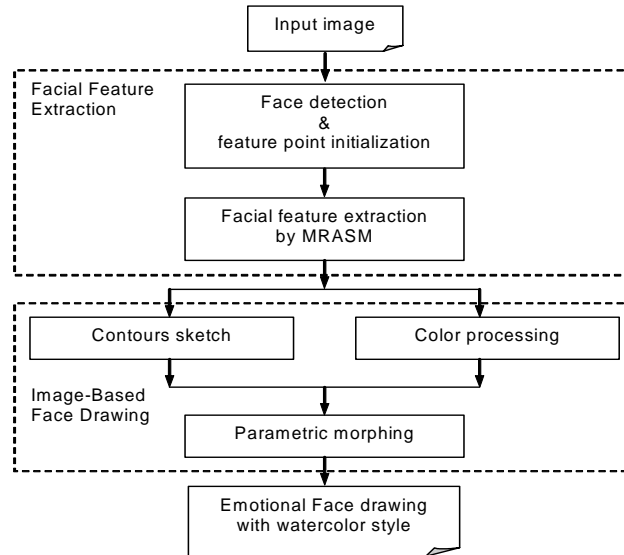 Input image
Facial Feature
Extraction
Face detection
&
feature point initialization
Facial feature extraction
by MRASM
Contours sketch
Color processing
Image-Based
Face Drawing
Parametric morphing
Emotional Face drawing
with watercolor style